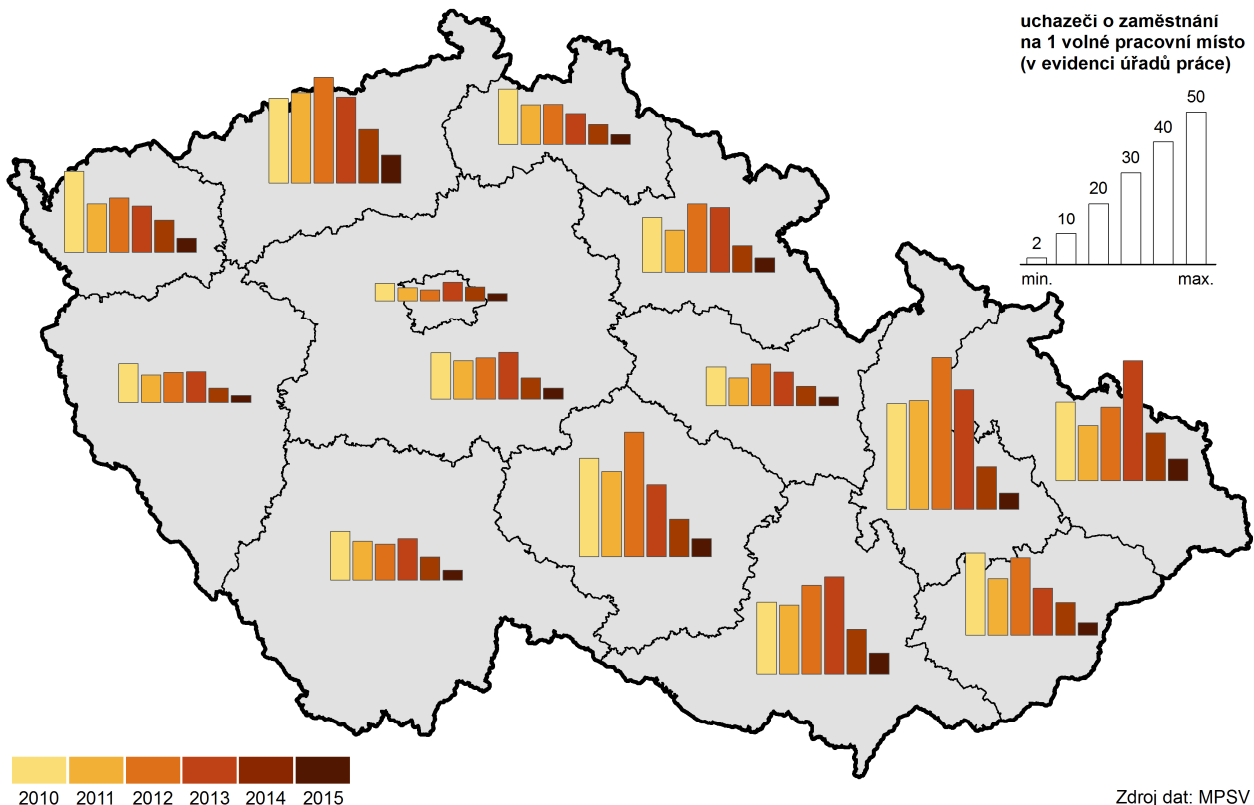 uchazeči o zaměstnání
na 1 volné pracovní místo
(v evidenci úřadů práce)
50
40
30
20
10
2
min.
max.
2010 2011 2012 2013 2014 2015
Zdroj dat: MPSV